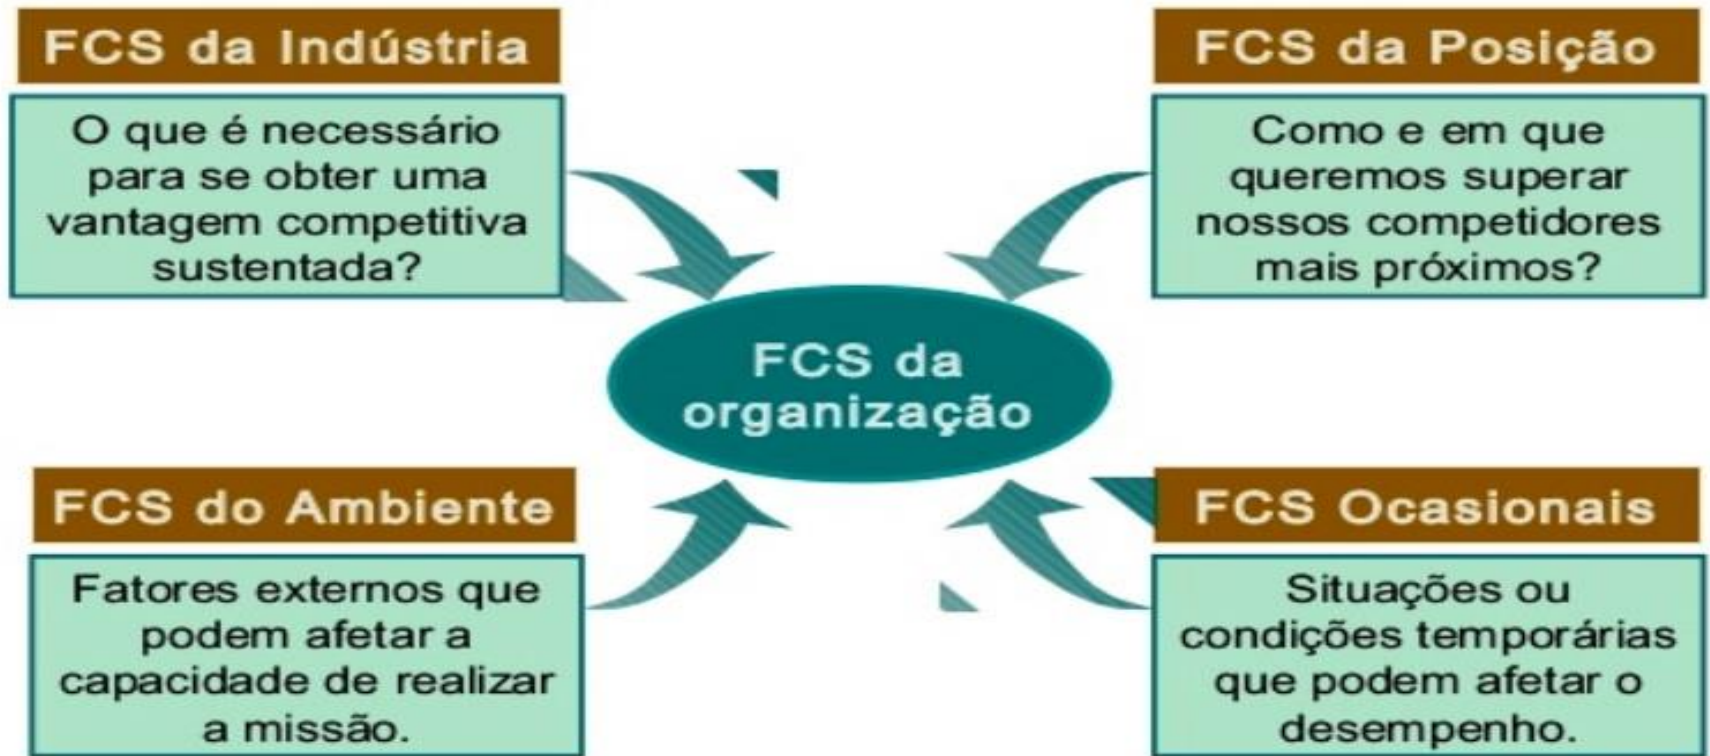 FCS da Indústria
O que é necessário
para se obter uma
vantagem competitiva
sustentada?
FCS da Posição
Como e em que
queremos superar
nossos competidores
mais próximos?
FCS da
organização
FCS do Ambiente
Fatores externos que
podem afetar a
capacidade de realizar
a missão.
FCS Ocasionais
Situações ou
condições temporárias
que podem afetar o
desempenho.